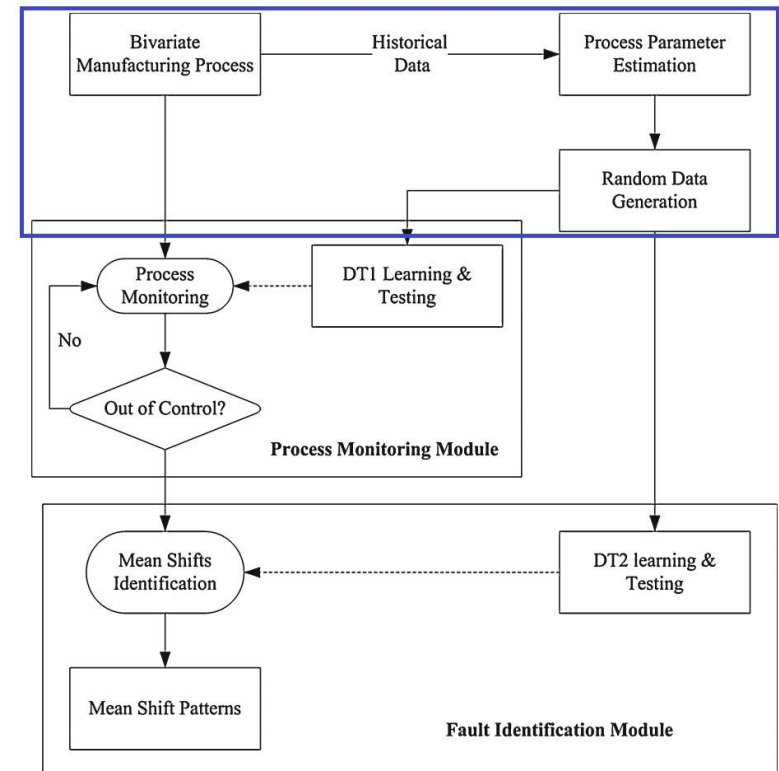 Bivariate
Manufacturing Process
Historical
Data
Process Parameter
Estimation
Random Data
Generation
Process
Monitoring
DT1 Learning &
Testing
No
Out of Control?
Process Monitoring Module
Mean Shifts
Identification
DT2 learning &
Testing
Mean Shift Patterns
Fault Identification Module